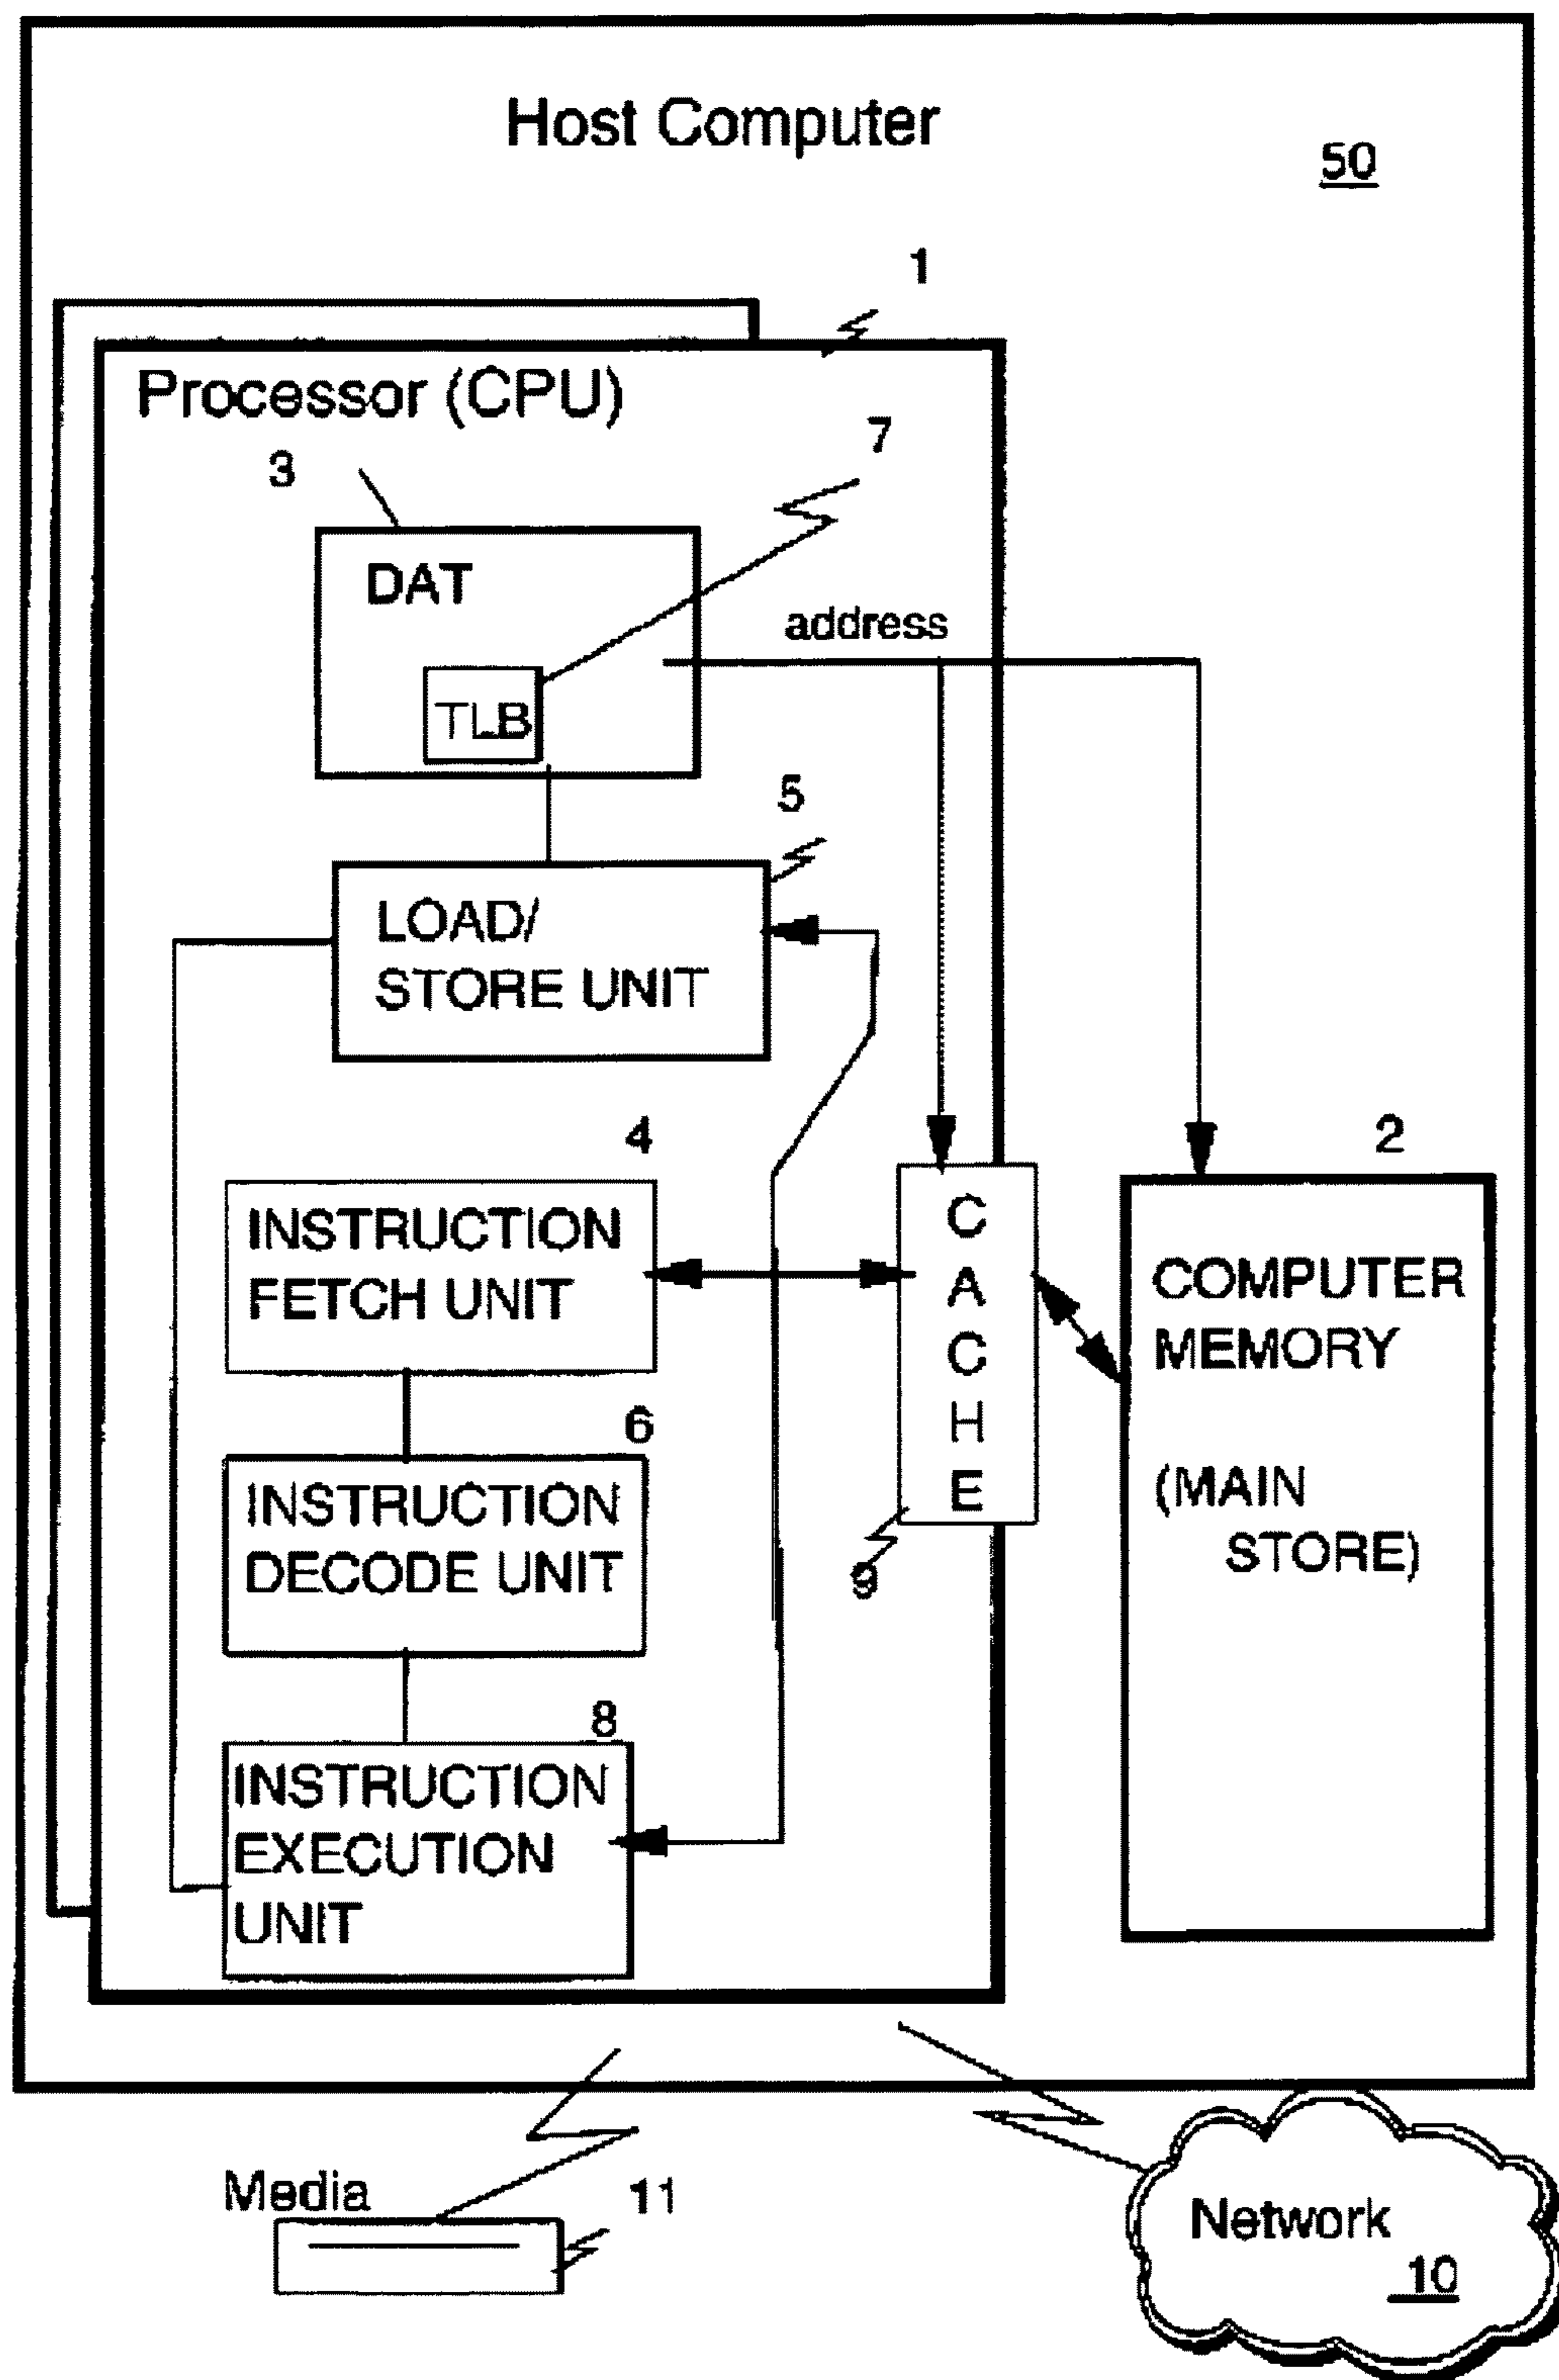 Host Computer
50
1
Processor (CPU)
7
3
DAT
address
TLB
5
LOAD/
STORE UNIT
4
2
INSTRUCTION
FETCH UNIT
CACHE
COMPUTER
MEMORY
(MAIN
STORE)
6
INSTRUCTION
DECODE UNIT
9
8
INSTRUCTION
EXECUTION
UNIT
Media
11
Network
10